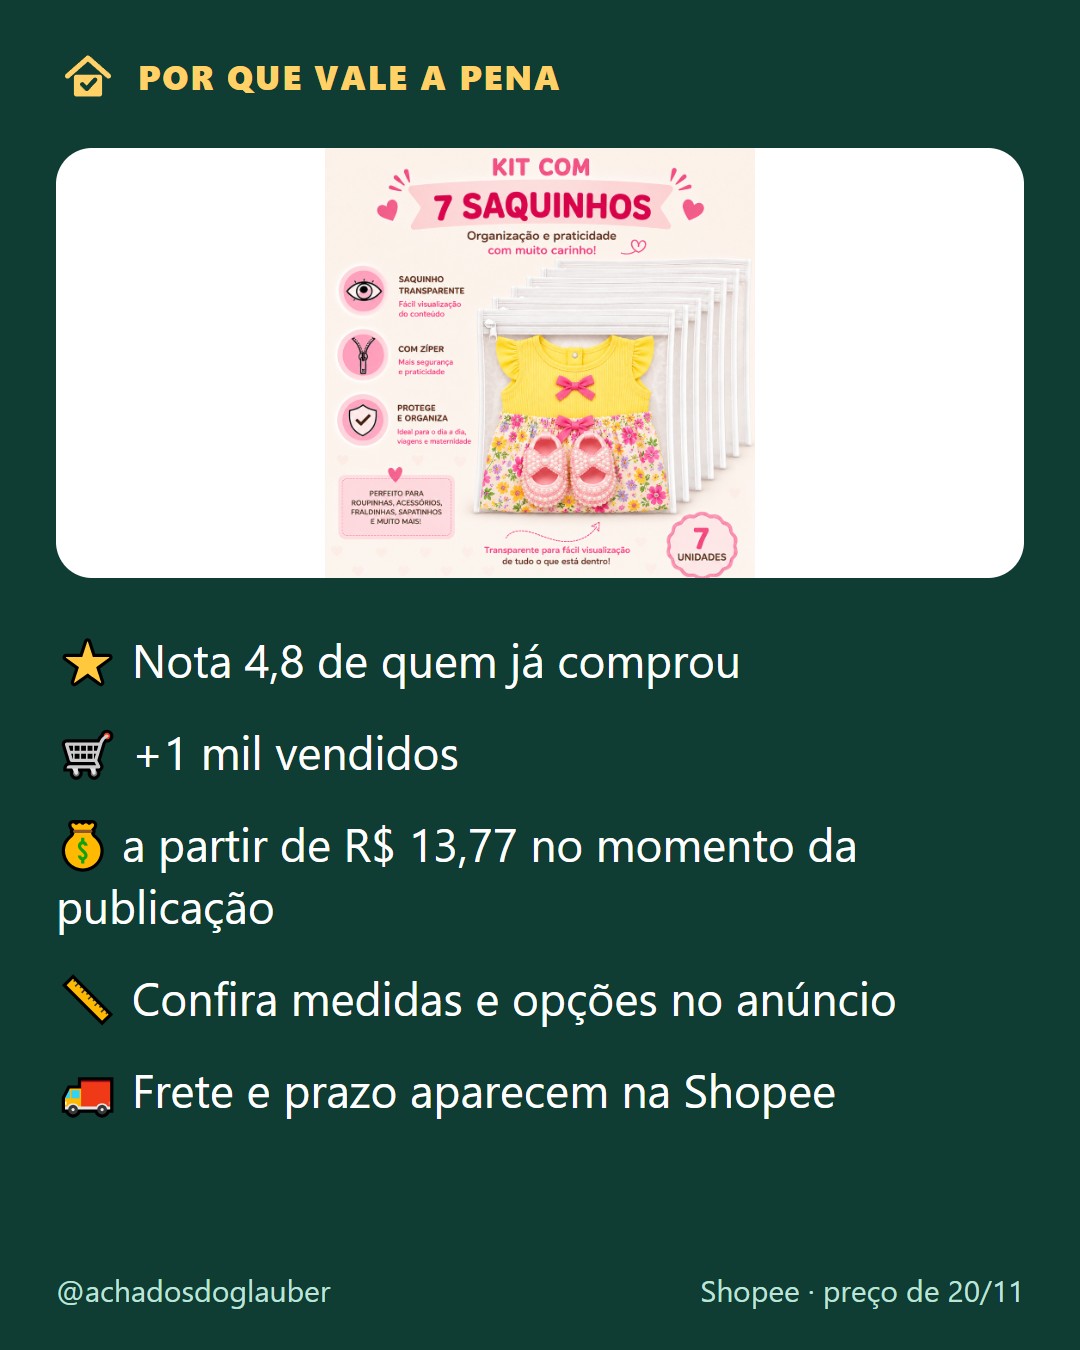 POR QUE VALE A PENA
KIT COM
7 SAQUINHOS
Organização e praticidade
com muito carinho!
SAQUINHO
TRANSPARENTE
Fácil visualização
do conteúdo
COM ZÍPER
Mais segurança
e praticidade
PROTEGE
E ORGANIZA
Ideal para o dia a dia,
viagens e maternidade
PERFEITO PARA
ROUPINHAS, ACESSÓRIOS,
FRALDINHAS, SAPATINHOS
E MUITO MAIS!
Transparente para fácil visualização
de tudo o que está dentro!
7
UNIDADES
Nota 4,8 de quem já comprou
+1 mil vendidos
a partir de R$ 13,77 no momento da
publicação
Confira medidas e opções no anúncio
Frete e prazo aparecem na Shopee
@achadosdoglauber
Shopee · preço de 20/11